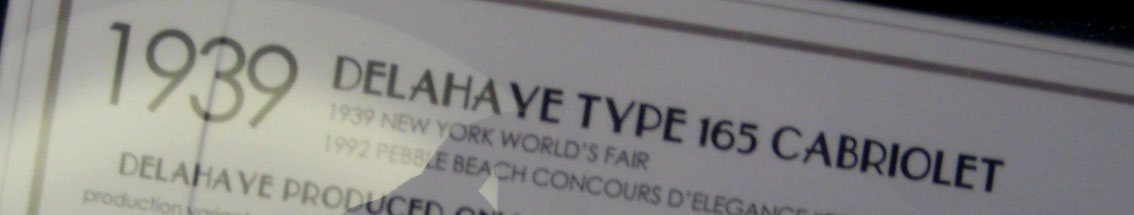 1939 DELAHAYE TYPE 165 CABRIOLET
1939 NEW YORK WORLD'S FAIR
1992 PEBBLE BEACH CONCOURS D'ELEGANCE
DELAHAYE PRODUCED
production